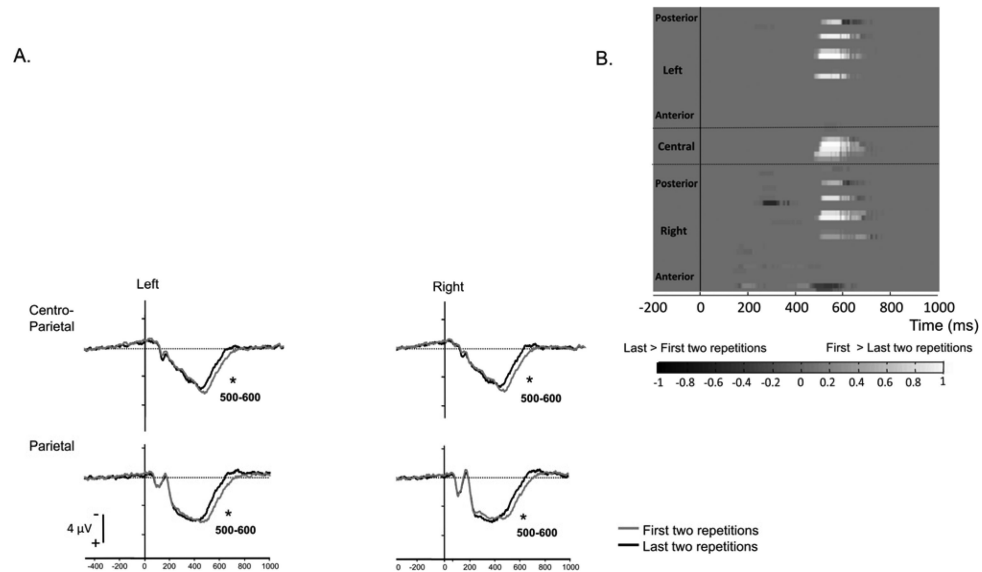 A.
Left
Right
Centro-
Parietal
*
500-600
*
500-600
Parietal
*
500-600
*
500-600
-
4 µV
+
-400 -200 0 200 400 600 800 1000
0 -200 0 200 400 600 800 1000
First two repetitions
Last two repetitions
B.
Posterior
Left
Anterior
Central
Posterior
Right
Anterior
-200 0 200 400 600 800 1000
Time (ms)
Last > First two repetitions
First > Last two repetitions
-1 -0.8 -0.6 -0.4 -0.2 0 0.2 0.4 0.6 0.8 1